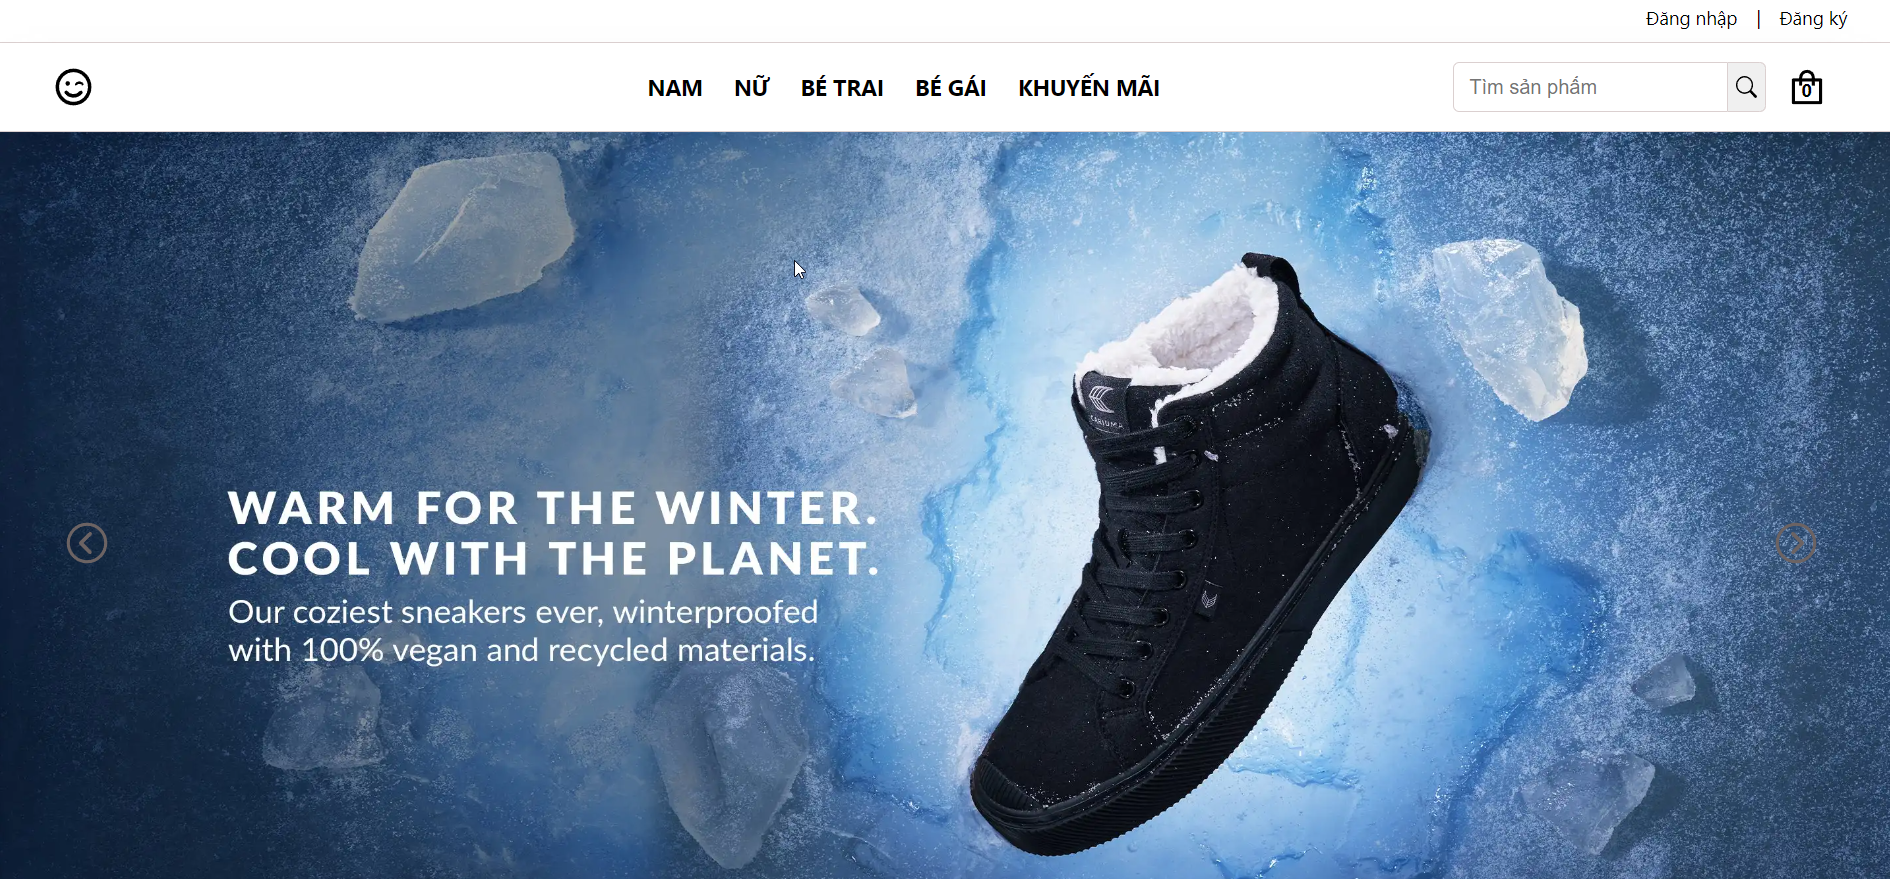 Đăng nhập | Đăng ký
NAM NỮ BÉ TRAI BÉ GÁI KHUYẾN MÃI Tìm sản phẩm 0
CARIUMA
WARM FOR THE WINTER.
COOL WITH THE PLANET.
Our coziest sneakers ever, winterproofed
with 100% vegan and recycled materials.